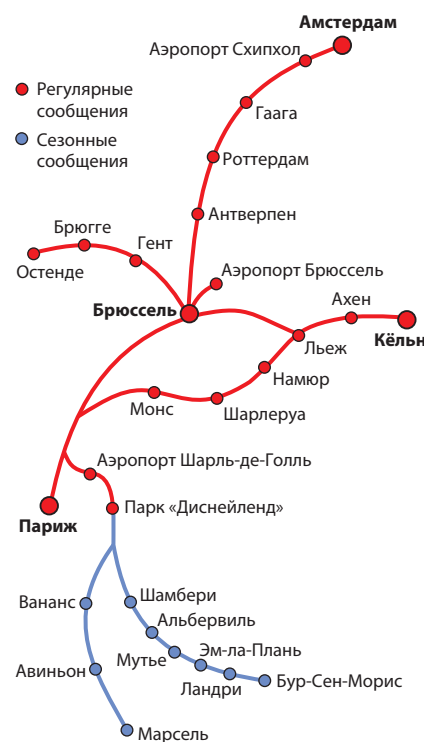 Амстердам
Аэропорт Схипхол
Регулярные
сообщения
Гаага
Сезонные
сообщения
Роттердам
Антверпен
Брюгге
Гент
Остенде
Аэропорт Брюссель
Брюссель
Ахен
Кёльн
Льеж
Намюр
Монс
Шарлеруа
Аэропорт Шарль-де-Голль
Париж
Парк «Диснейленд»
Вананс
Шамбери
Альбервиль
Мутье
Эм-ла-Плань
Авиньон
Ландри
Бур-Сен-Морис
Марсель